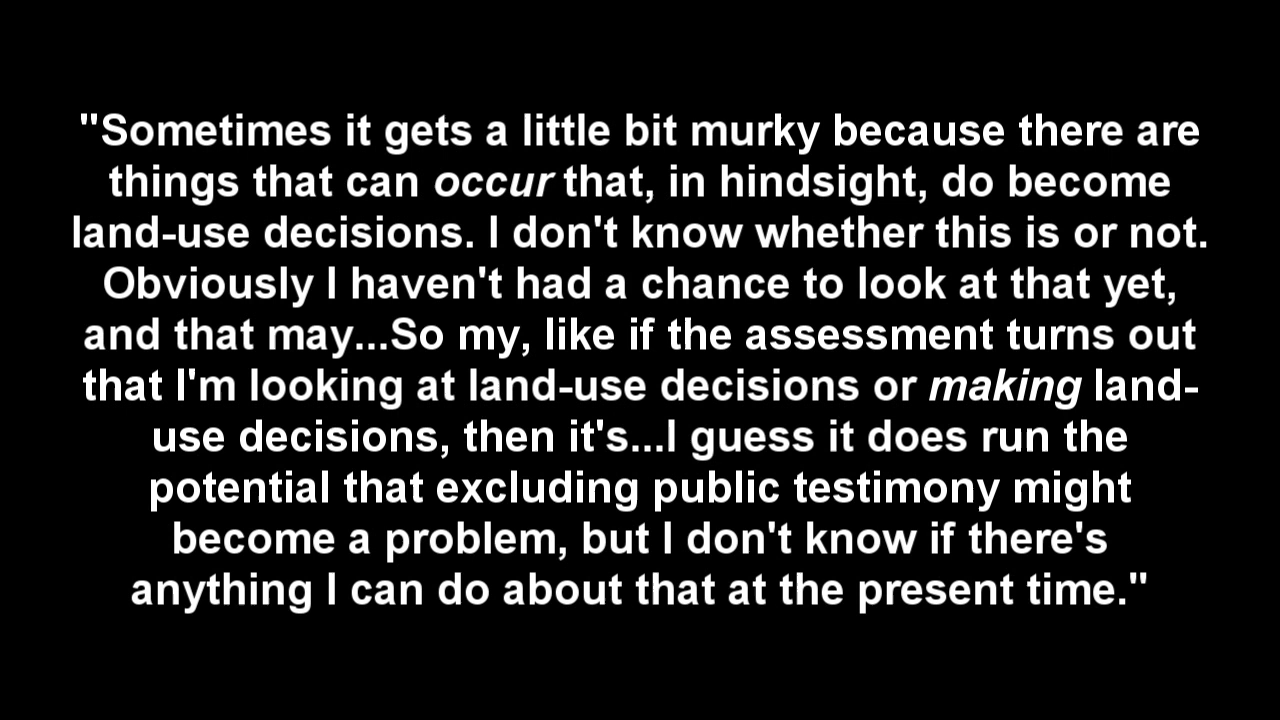 "Sometimes it gets a little bit murky because there are
things that can occur that, in hindsight, do become
land-use decisions. I don't know whether this is or not.
Obviously I haven't had a chance to look at that yet,
and that may...So my, like if the assessment turns out
that I'm looking at land-use decisions or making land-
use decisions, then it's...I guess it does run the
potential that excluding public testimony might
become a problem, but I don't know if there's
anything I can do about that at the present time."